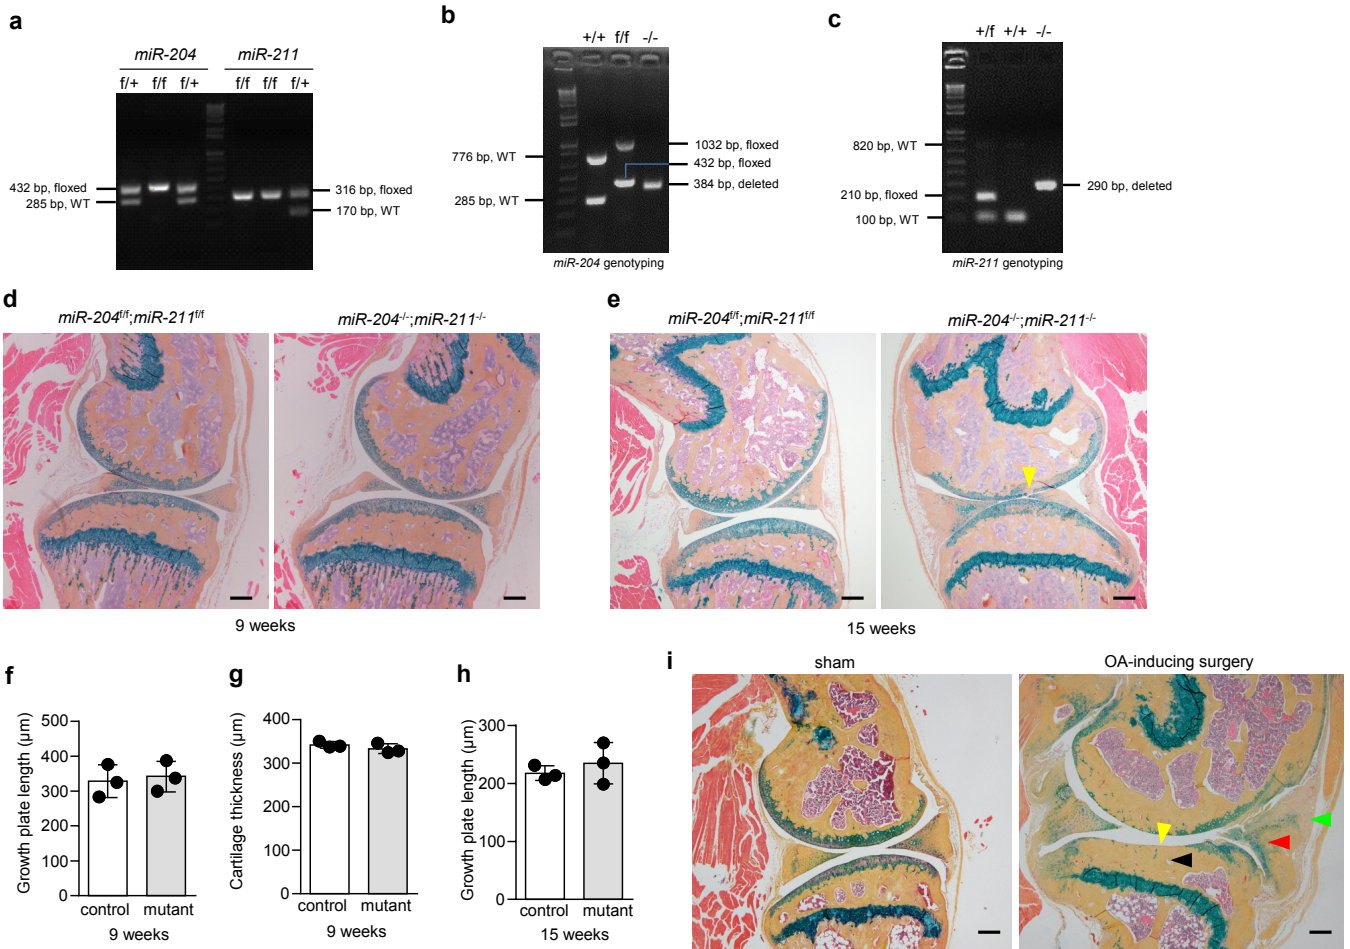 a
miR-204 miR-211
f/+ f/f f/+ f/f f/f f/+
432 bp, floxed
285 bp, WT
316 bp, floxed
170 bp, WT
b
+/+ f/f -/-
776 bp, WT
285 bp, WT
1032 bp, floxed
432 bp, floxed
384 bp, deleted
miR-204 genotyping
c
+/f +/+ -/-
820 bp, WT
210 bp, floxed
100 bp, WT
290 bp, deleted
miR-211 genotyping
d
miR-204f/f;miR-211f/f
miR-204-/-;miR-211-/-
9 weeks
e
miR-204f/f;miR-211f/f
miR-204-/-;miR-211-/-
15 weeks
f
Growth plate length (µm)
500
400
300
200
100
0
control mutant
9 weeks
g
Cartilage thickness (µm)
400
300
200
100
0
control mutant
9 weeks
h
Growth plate length (µm)
300
200
100
0
control mutant
15 weeks
i
sham
OA-inducing surgery